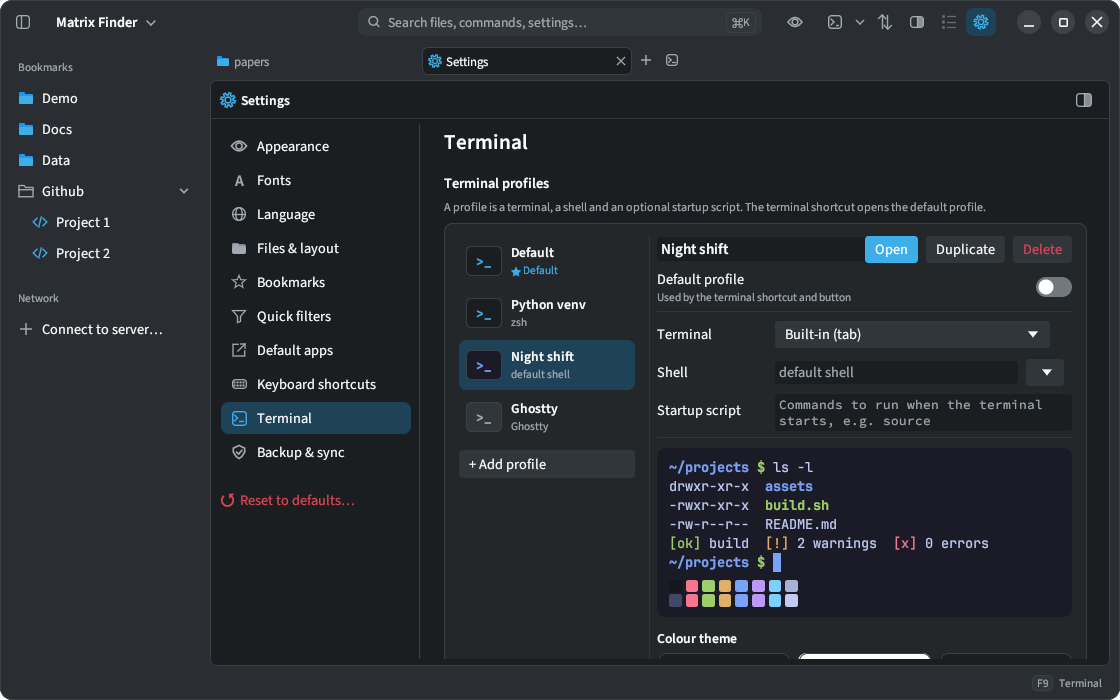 Matrix Finder
Search files, commands, settings…
⌘K
Bookmarks
Demo
Docs
Data
Github
Project 1
Project 2
Network
Connect to server…
papers
Settings
Settings
Appearance
Fonts
Language
Files & layout
Bookmarks
Quick filters
Default apps
Keyboard shortcuts
Terminal
Backup & sync
Reset to defaults…
Terminal
Terminal profiles
A profile is a terminal, a shell and an optional startup script. The terminal shortcut opens the default profile.
>_ Default
★ Default
>_ Python venv
zsh
>_ Night shift
default shell
>_ Ghostty
Ghostty
+ Add profile
Night shift
Open
Duplicate
Delete
Default profile
Used by the terminal shortcut and button
Terminal
Built-in (tab)
Shell
default shell
Startup script
Commands to run when the terminal
starts, e.g. source
~/projects $ ls -l
drwxr-xr-x  assets
-rwxr-xr-x  build.sh
-rw-r--r--  README.md
[ok] build  [!] 2 warnings  [x] 0 errors
~/projects $
Colour theme
F9 Terminal